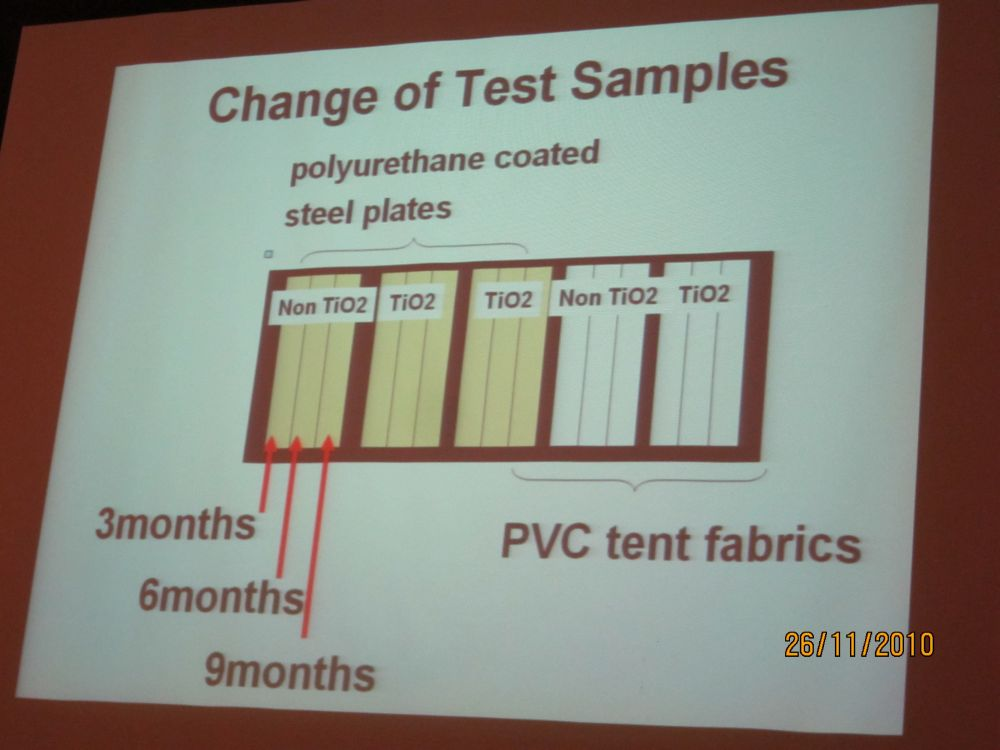 Change of Test Samples
polyurethane coated
steel plates
Non TiO2 TiO2 TiO2 Non TiO2 TiO2
3months
PVC tent fabrics
6months
9months
26/11/2010